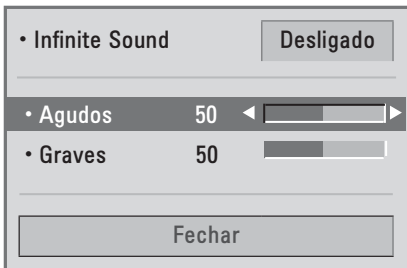 • Infinite Sound Desligado
• Agudos 50
• Graves 50
Fechar